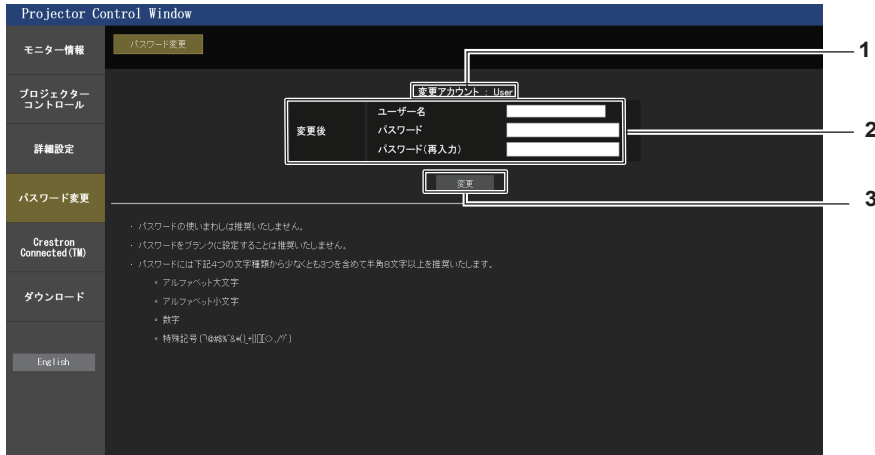 Projector Control Window
モニター情報
プロジェクター
コントロール
詳細設定
パスワード変更
Crestron
Connected(TM)
ダウンロード
English
パスワード変更
変更アカウント : User
変更後
ユーザー名
パスワード
パスワード(再入力)
変更
・ パスワードの使いまわしは推奨いたしません。
・ パスワードをブランクに設定することは推奨いたしません。
・ パスワードには下記4つの文字種類から少なくとも3つを含めて半角8文字以上を推奨いたします。
◦ アルファベット大文字
◦ アルファベット小文字
◦ 数字
◦ 特殊記号
1
2
3